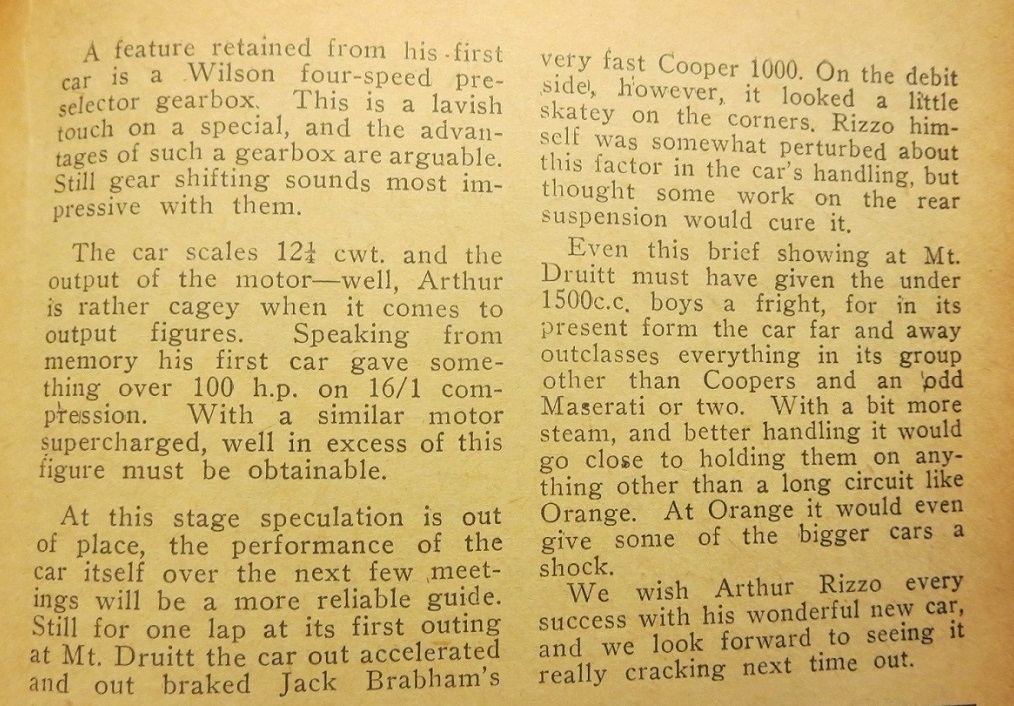 A feature retained from his first
car is a Wilson four-speed pre-
selector gearbox. This is a lavish
touch on a special, and the advan-
tages of such a gearbox are arguable.
Still gear shifting sounds most im-
pressive with them.
The car scales 12¼ cwt. and the
output of the motor—well, Arthur
is rather cagey when it comes to
output figures. Speaking from
memory his first car gave some-
thing over 100 h.p. on 16/1 com-
pression. With a similar motor
supercharged, well in excess of this
figure must be obtainable.
At this stage speculation is out
of place, the performance of the
car itself over the next few meet-
ings will be a more reliable guide.
Still for one lap at its first outing
at Mt. Druitt the car out accelerated
and out braked Jack Brabham's
very fast Cooper 1000. On the debit
side, however, it looked a little
skatey on the corners. Rizzo him-
self was somewhat perturbed about
this factor in the car's handling, but
thought some work on the rear
suspension would cure it.
Even this brief showing at Mt.
Druitt must have given the under
1500c.c. boys a fright, for in its
present form the car far and away
outclasses everything in its group
other than Coopers and an odd
Maserati or two. With a bit more
steam, and better handling it would
go close to holding them on any-
thing other than a long circuit like
Orange. At Orange it would even
give some of the bigger cars a
shock.
We wish Arthur Rizzo every
success with his wonderful new car,
and we look forward to seeing it
really cracking next time out.